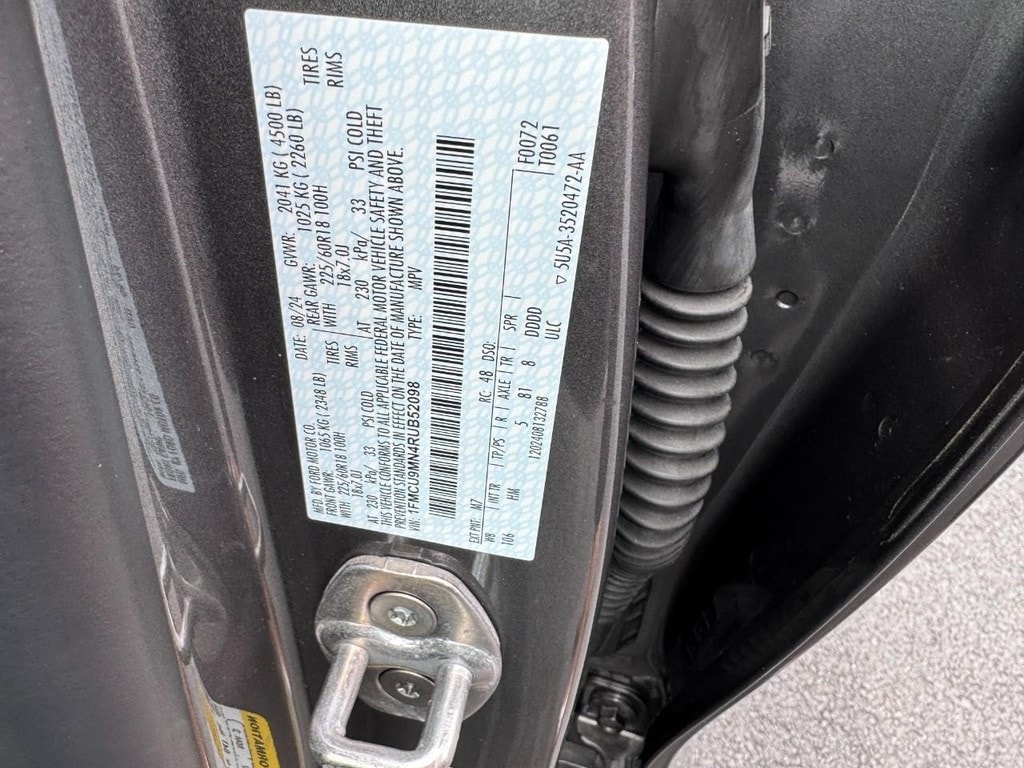 MFD. BY FORD MOTOR CO. DATE: 08/24 GVWR: 2041 KG ( 4500 LB)
FRONT GAWR: 1065 KG ( 2348 LB) REAR GAWR: 1025 KG ( 2260 LB)
WITH 225/60R18 100H TIRES WITH 225/60R18 100H TIRES
18x7.0J RIMS 18x7.0J RIMS
AT 230 kPa/ 33 PSI COLD AT 230 kPa/ 33 PSI COLD
THIS VEHICLE CONFORMS TO ALL APPLICABLE FEDERAL MOTOR VEHICLE SAFETY AND THEFT
PREVENTION STANDARDS IN EFFECT ON THE DATE OF MANUFACTURE SHOWN ABOVE.
VIN: 1FMCU9MN4RUB52098 TYPE: MPV
EXT PNT: M7 RC: 48 DSO:
WB | INT TR | TP/PS | R | AXLE | TR | SPR | F0072
106 HM 5 81 8 DDDD T0061
1202408132788 ULC
▽ 5U5A-3520472-AA